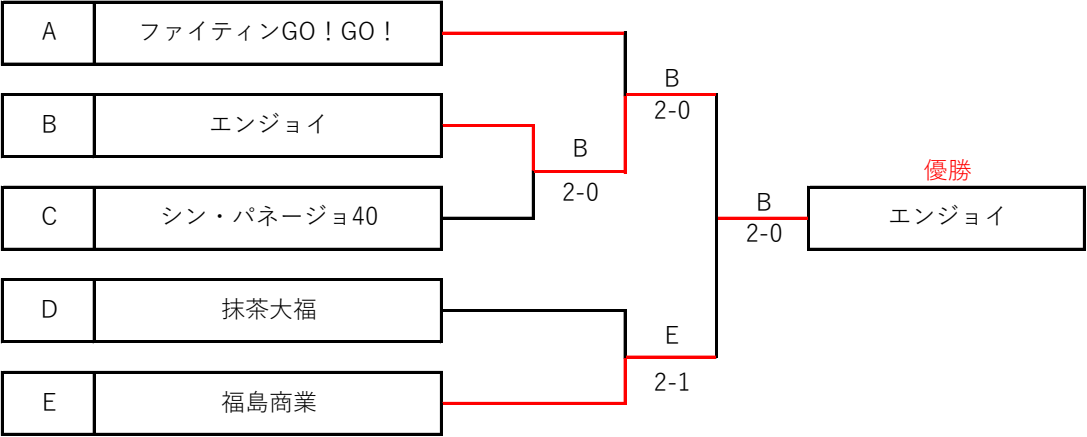 A ファイティンGO！GO！
B
2-0
B エンジョイ
B
2-0
優勝
C シン・パネージョ40
B
2-0
エンジョイ
D 抹茶大福
E
2-1
E 福島商業